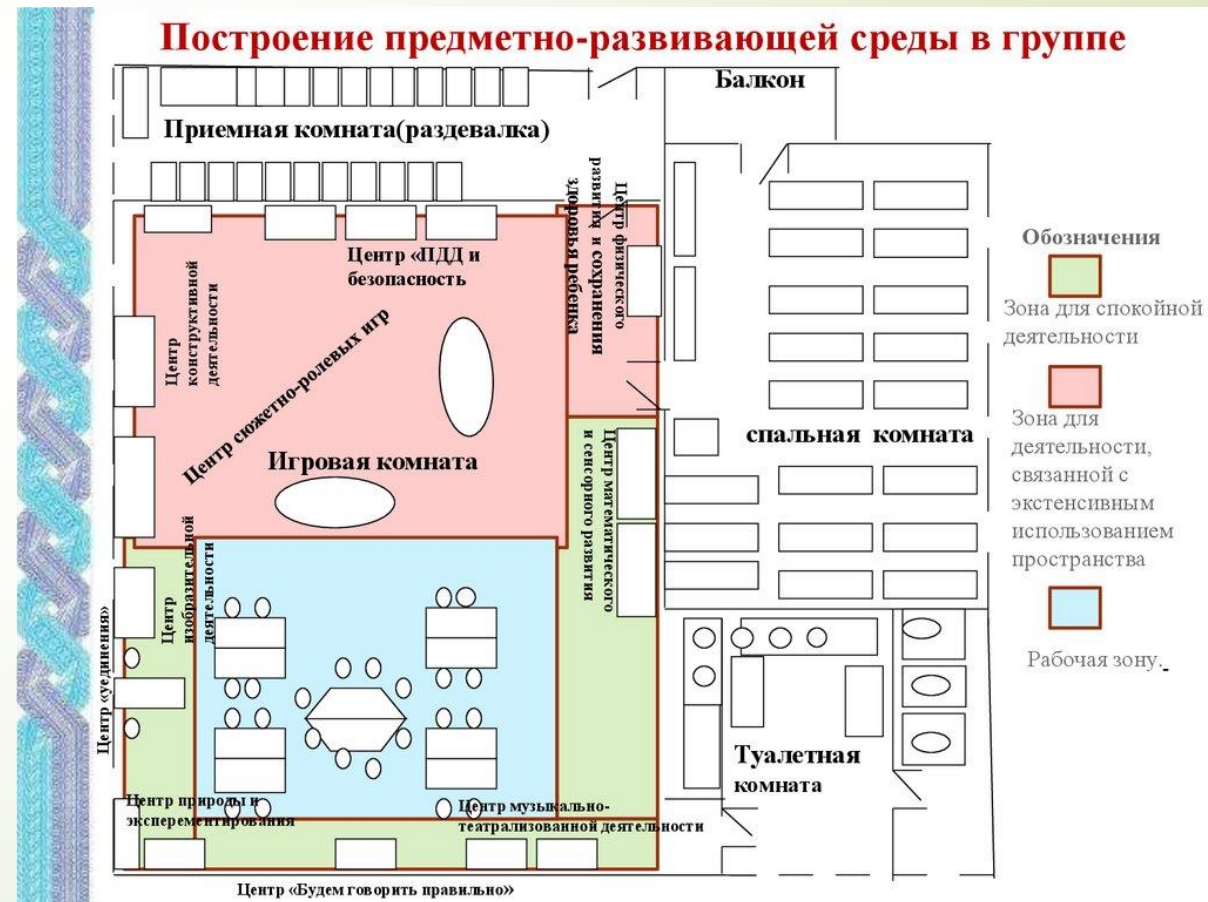 Построение предметно-развивающей среды в группе
Балкон
Приемная комната(раздевалка)
Центр физического
развития и сохранения
здоровья ребенка
Центр «ПДД и
безопасность
Центр
конструктивной
деятельности
Центр сюжетно-ролевых игр
Игровая комната
спальная комната
Центр математического
и сенсорного развития
Центр
изобразительной
деятельности
Центр «уединения»
Туалетная
комната
Центр природы и
эксперементирования
Центр музыкально-
театрализованной деятельности
Центр «Будем говорить правильно»
Обозначения
Зона для спокойной
деятельности
Зона для
деятельности,
связанной с
экстенсивным
использованием
пространства
Рабочая зону.